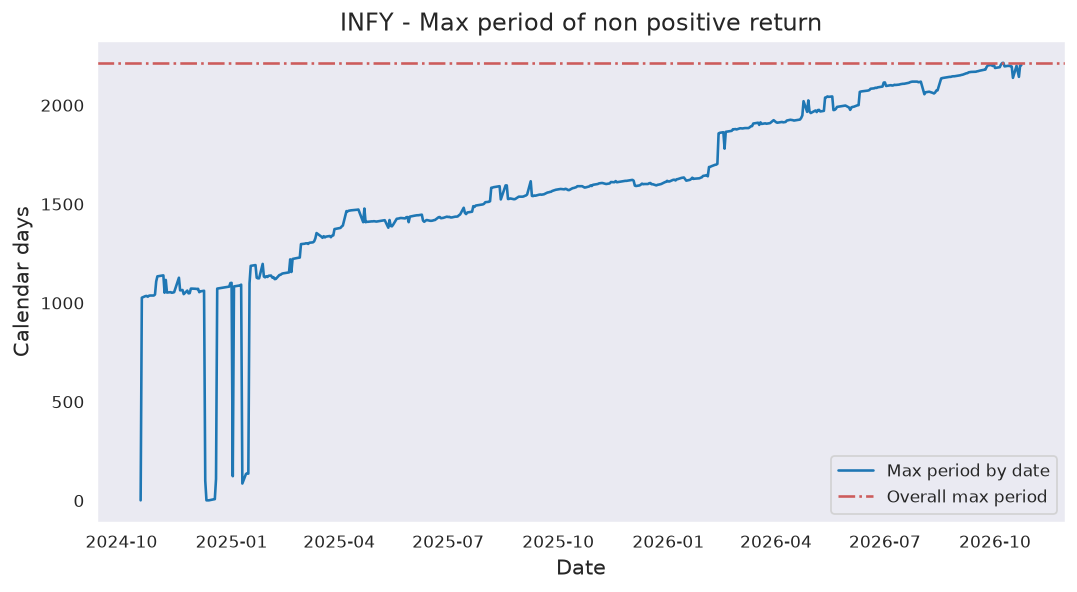 INFY - Max period of non positive return
Calendar days
2000
1500
1000
500
0
Max period by date
Overall max period
2024-10 2025-01 2025-04 2025-07 2025-10 2026-01 2026-04 2026-07 2026-10
Date